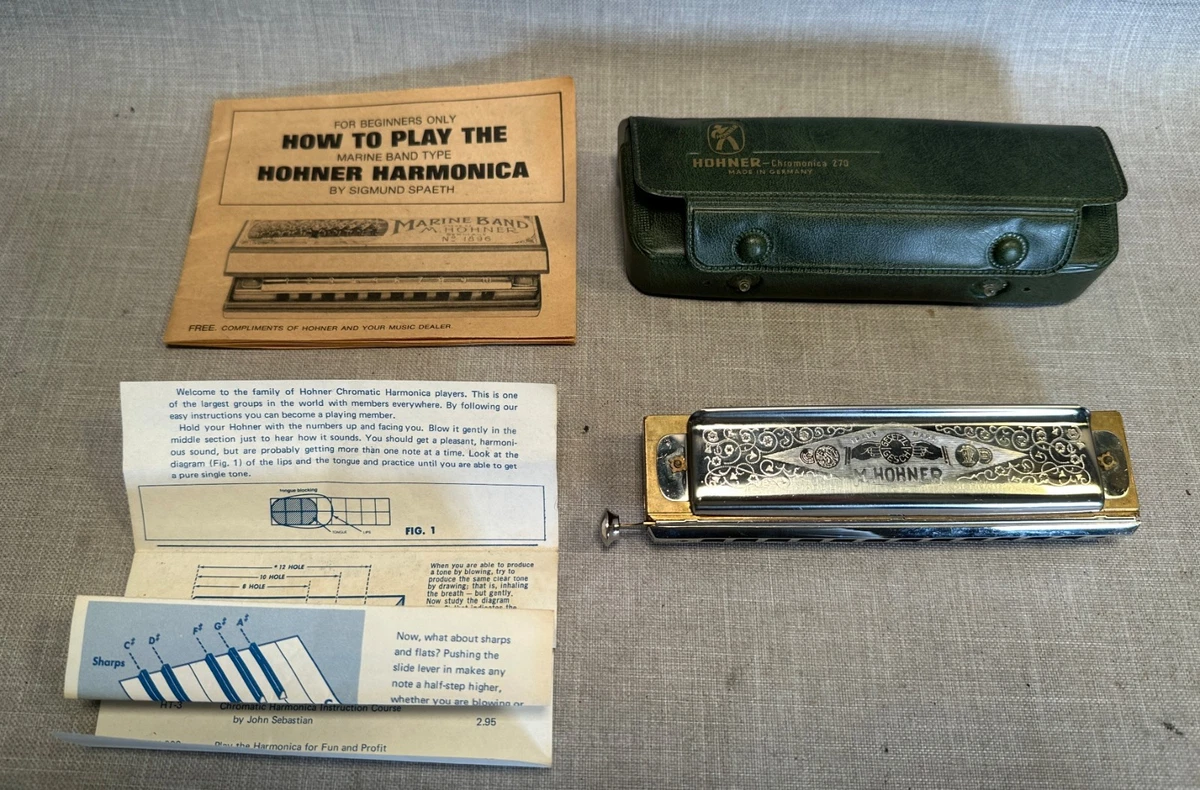 FOR BEGINNERS ONLY
HOW TO PLAY THE
MARINE BAND TYPE
HOHNER HARMONICA
BY SIGMUND SPAETH
MARINE BAND
M. HOHNER
No 1896
FREE. COMPLIMENTS OF HOHNER AND YOUR MUSIC DEALER.
HOHNER—Chromonica 270
MADE IN GERMANY
Welcome to the family of Hohner Chromatic Harmonica players. This is one
of the largest groups in the world with members everywhere. By following our
easy instructions you can become a playing member.
Hold your Hohner with the numbers up and facing you. Blow it gently in the
middle section just to hear how it sounds. You should get a pleasant, harmoni-
ous sound, but are probably getting more than one note at a time. Look at the
diagram (Fig. 1) of the lips and the tongue and practice until you are able to get
a pure single tone.
tongue blocking
TONGUE LIPS
FIG. 1
* 12 HOLE
10 HOLE
8 HOLE
When you are able to produce
a tone by blowing, try to
produce the same clear tone
by drawing; that is, inhaling
the breath — but gently.
Now study the diagram
Sharps C♯ D♯ F♯ G♯ A♯
Now, what about sharps
and flats? Pushing the
slide lever in makes any
note a half-step higher,
whether you are blowing or
HT-3 Chromatic Harmonica Instruction Course
by John Sebastian 2.95
Play the Harmonica for Fun and Profit
M. HOHNER